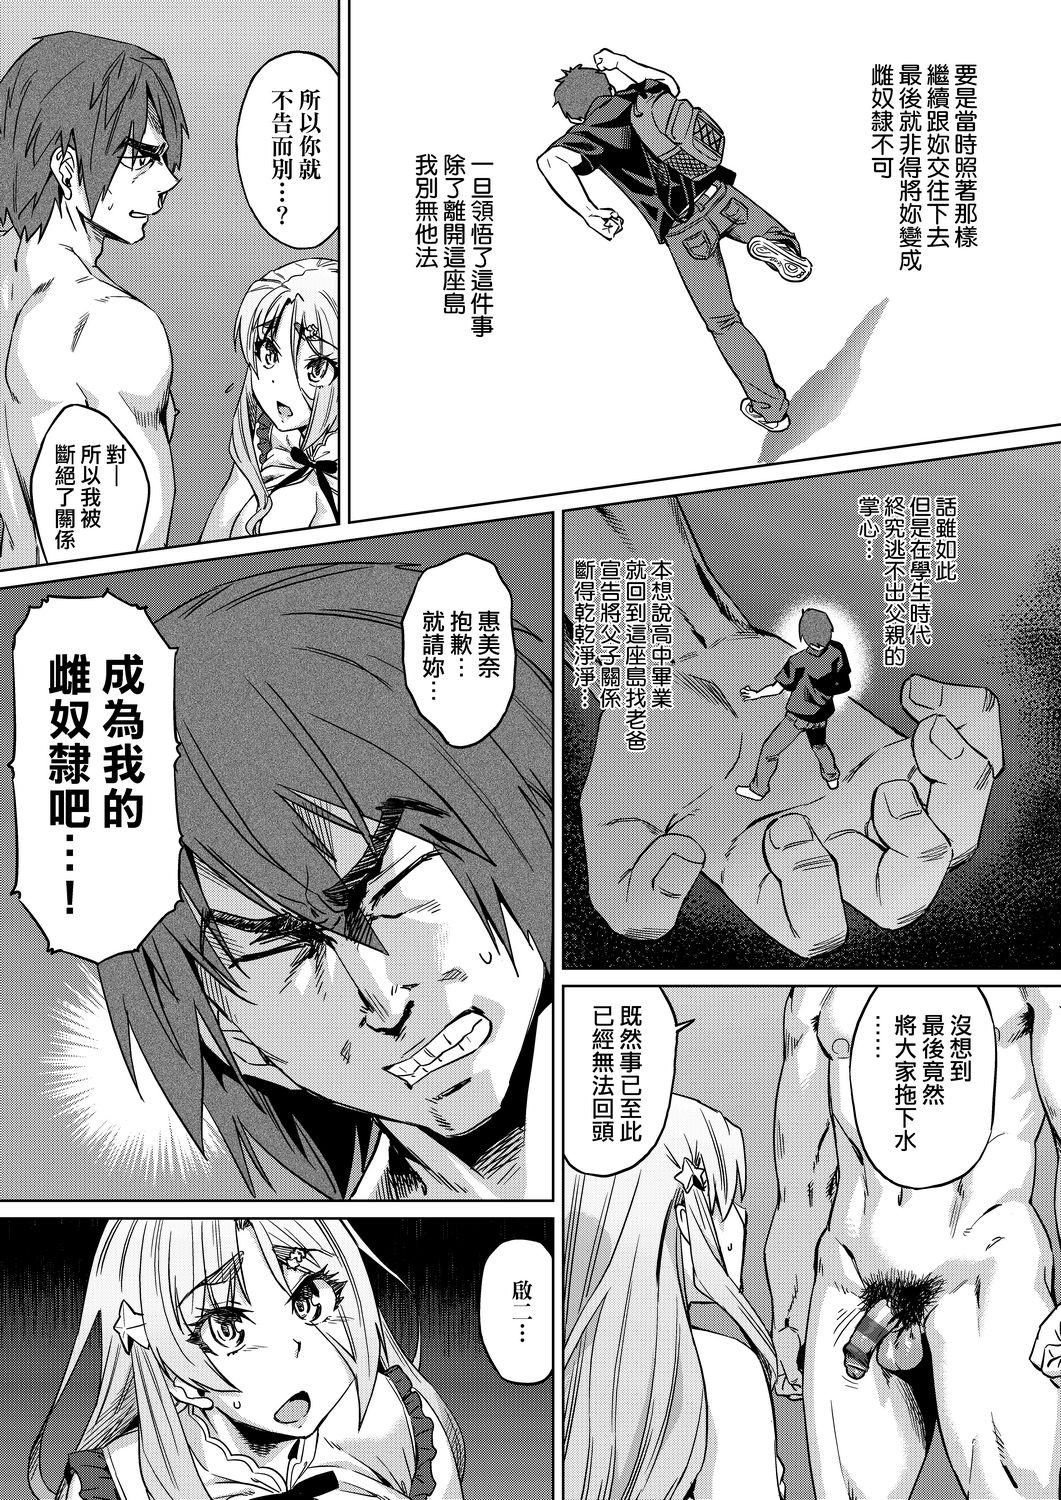 要是當時照著那樣
繼續跟妳交往下去
最後就非得將妳變成
雌奴隸不可
一旦領悟了這件事
除了離開這座島
我別無他法
所以你就
不告而別…？
對—
所以我被
斷絕了關係
話雖如此
但是在學生時代
終究逃不出父親的
掌心…
本想說高中畢業
就回到這座島找老爸
宣告將父子關係
斷得乾乾淨淨…
惠美奈
抱歉…
就請妳…
成為我的
雌奴隸吧…！
沒想到
最後竟然
將大家拖下水
……
既然事已至此
已經無法回頭
啟二…